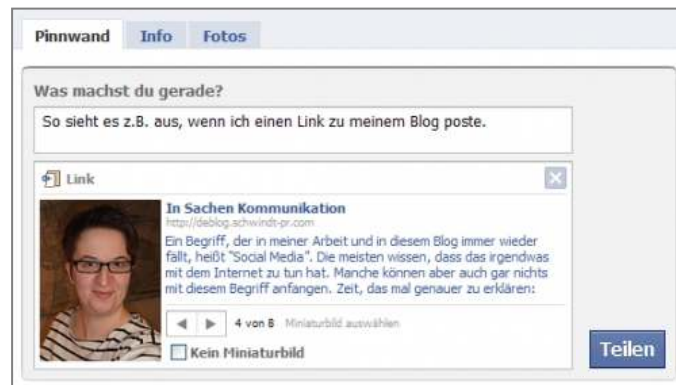 Pinnwand Info Fotos
Was machst du gerade?
So sieht es z.B. aus, wenn ich einen Link zu meinem Blog poste.
Link
In Sachen Kommunikation
http://deblog.schwindt-pr.com
Ein Begriff, der in meiner Arbeit und in diesem Blog immer wieder
fällt, heißt "Social Media". Die meisten wissen, dass das irgendwas
mit dem Internet zu tun hat. Manche können aber auch gar nichts
mit diesem Begriff anfangen. Zeit, das mal genauer zu erklären:
4 von 8 Miniaturbild auswählen
Kein Miniaturbild
Teilen